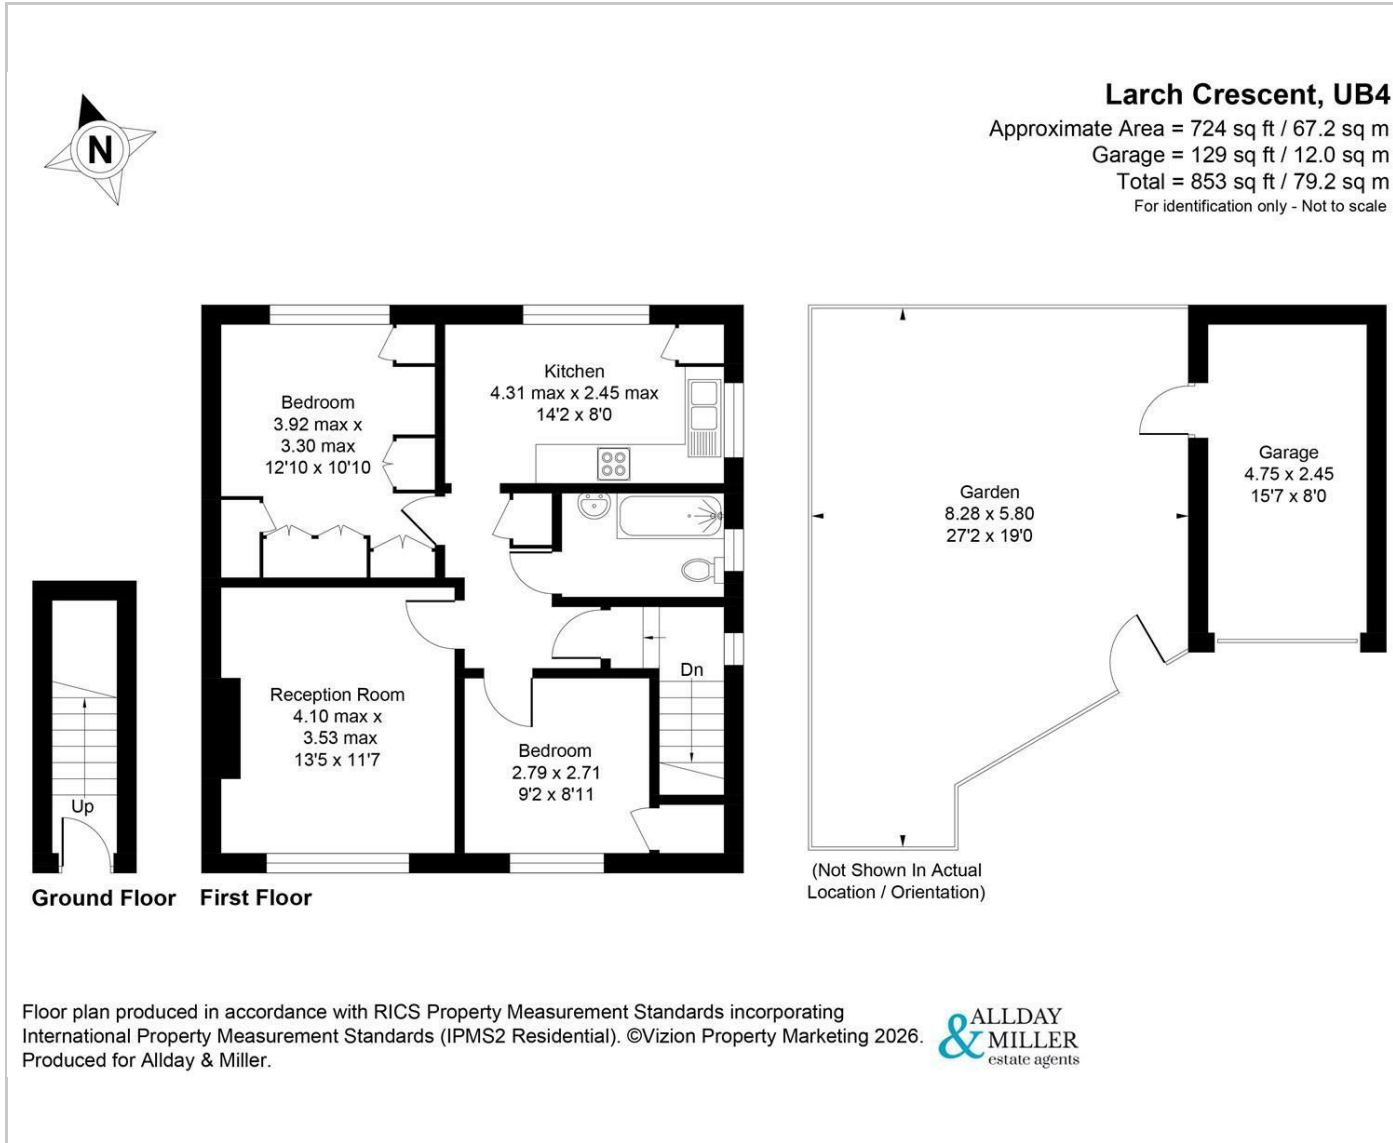 N
Larch Crescent, UB4
Approximate Area = 724 sq ft / 67.2 sq m
Garage = 129 sq ft / 12.0 sq m
Total = 853 sq ft / 79.2 sq m
For identification only - Not to scale
Bedroom
3.92 max x
3.30 max
12'10 x 10'10
Kitchen
4.31 max x 2.45 max
14'2 x 8'0
Garden
8.28 x 5.80
27'2 x 19'0
Garage
4.75 x 2.45
15'7 x 8'0
Reception Room
4.10 max x
3.53 max
13'5 x 11'7
Dn
Bedroom
2.79 x 2.71
9'2 x 8'11
Up
(Not Shown In Actual
Location / Orientation)
Ground Floor
First Floor
Floor plan produced in accordance with RICS Property Measurement Standards incorporating
International Property Measurement Standards (IPMS2 Residential). ©Vizion Property Marketing 2026.
Produced for Allday & Miller.
ALLDAY
& MILLER
estate agents